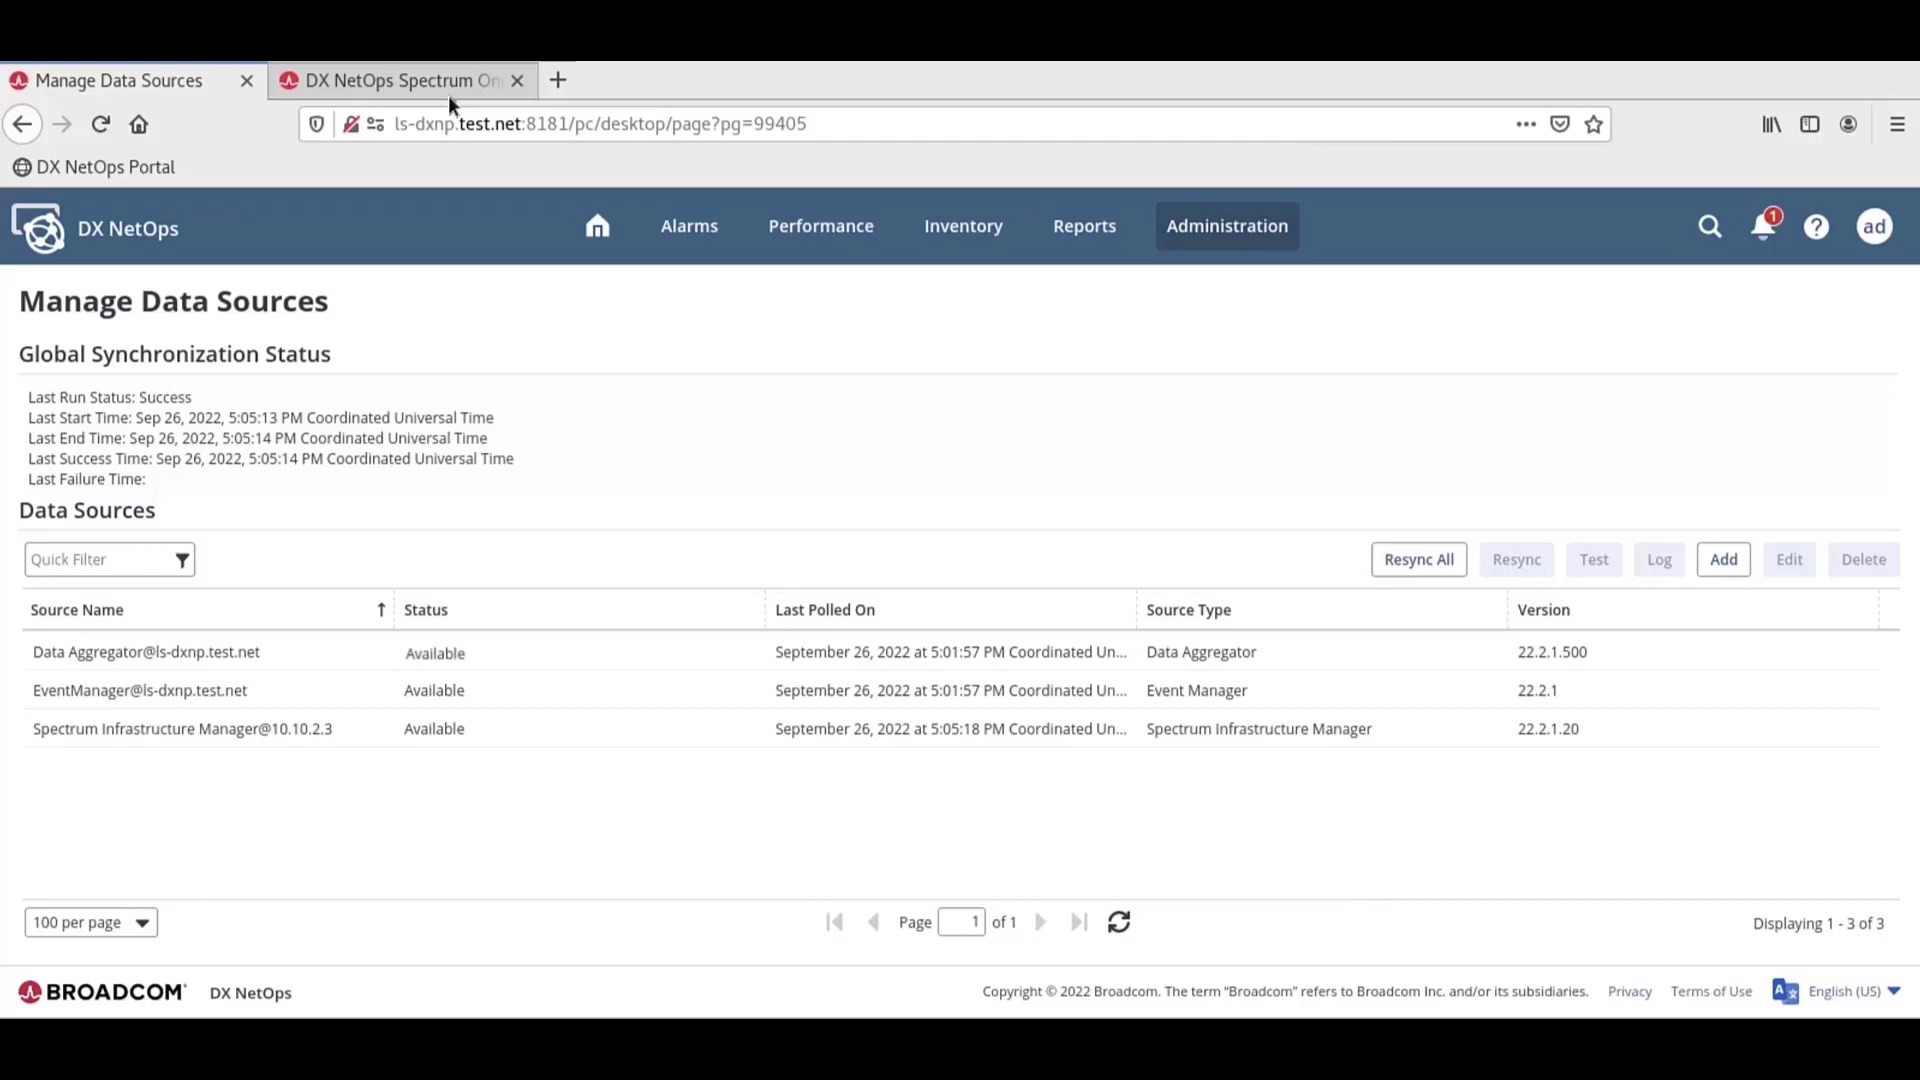 Manage Data Sources
DX NetOps Spectrum On
ls-dxnp.test.net:8181/pc/desktop/page?pg=99405
DX NetOps Portal
DX NetOps
Alarms
Performance
Inventory
Reports
Administration
1
ad
Manage Data Sources
Global Synchronization Status
Last Run Status: Success
Last Start Time: Sep 26, 2022, 5:05:13 PM Coordinated Universal Time
Last End Time: Sep 26, 2022, 5:05:14 PM Coordinated Universal Time
Last Success Time: Sep 26, 2022, 5:05:14 PM Coordinated Universal Time
Last Failure Time:
Data Sources
Quick Filter
Resync All
Resync
Test
Log
Add
Edit
Delete
Source Name ↑ Status Last Polled On Source Type Version
Data Aggregator@ls-dxnp.test.net Available September 26, 2022 at 5:01:57 PM Coordinated Un... Data Aggregator 22.2.1.500
EventManager@ls-dxnp.test.net Available September 26, 2022 at 5:01:57 PM Coordinated Un... Event Manager 22.2.1
Spectrum Infrastructure Manager@10.10.2.3 Available September 26, 2022 at 5:05:18 PM Coordinated Un... Spectrum Infrastructure Manager 22.2.1.20
100 per page
Page 1 of 1
Displaying 1 - 3 of 3
BROADCOM DX NetOps
Copyright © 2022 Broadcom. The term “Broadcom” refers to Broadcom Inc. and/or its subsidiaries.
Privacy
Terms of Use
English (US)